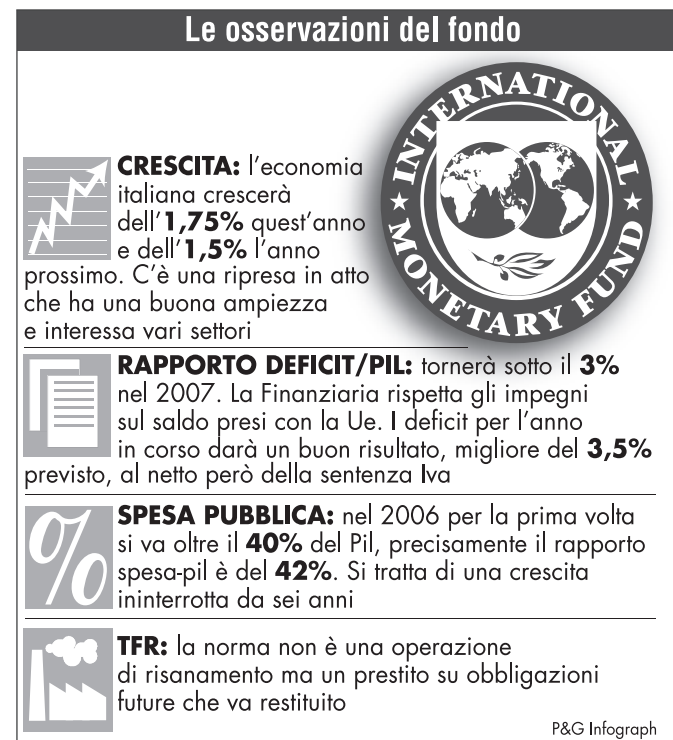 Le osservazioni del fondo
INTERNATIONAL
MONETARY FUND
CRESCITA: l'economia
italiana crescerà
dell'1,75% quest'anno
e dell'1,5% l'anno
prossimo. C'è una ripresa in atto
che ha una buona ampiezza
e interessa vari settori
RAPPORTO DEFICIT/PIL: tornerà sotto il 3%
nel 2007. La Finanziaria rispetta gli impegni
sul saldo presi con la Ue. I deficit per l'anno
in corso darà un buon risultato, migliore del 3,5%
previsto, al netto però della sentenza Iva
%
SPESA PUBBLICA: nel 2006 per la prima volta
si va oltre il 40% del Pil, precisamente il rapporto
spesa-pil è del 42%. Si tratta di una crescita
ininterrotta da sei anni
TFR: la norma non è una operazione
di risanamento ma un prestito su obbligazioni
future che va restituito
P&G Infograph